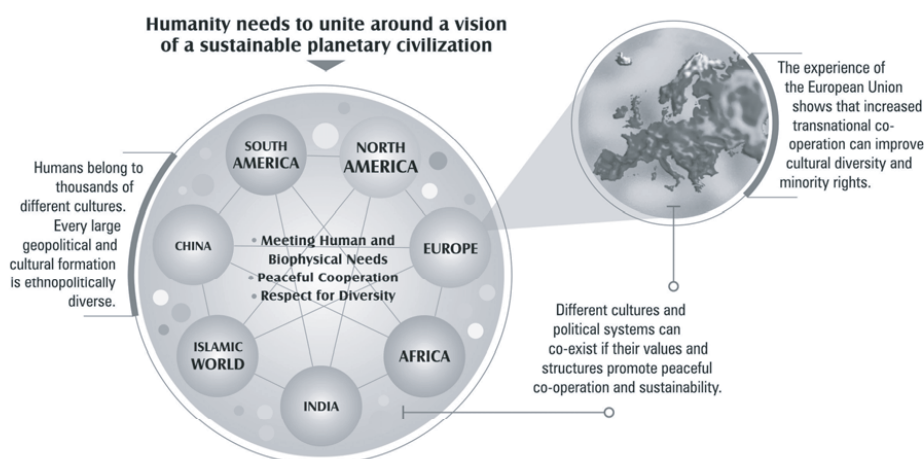 Humanity needs to unite around a vision
of a sustainable planetary civilization
Humans belong to
thousands of
different cultures.
Every large
geopolitical and
cultural formation
is ethnopolitically
diverse.
SOUTH
AMERICA
NORTH
AMERICA
CHINA
EUROPE
• Meeting Human and
Biophysical Needs
• Peaceful Cooperation
• Respect for Diversity
ISLAMIC
WORLD
AFRICA
INDIA
The experience of
the European Union
shows that increased
transnational co-
operation can improve
cultural diversity and
minority rights.
Different cultures and
political systems can
co-exist if their values and
structures promote peaceful
co-operation and sustainability.